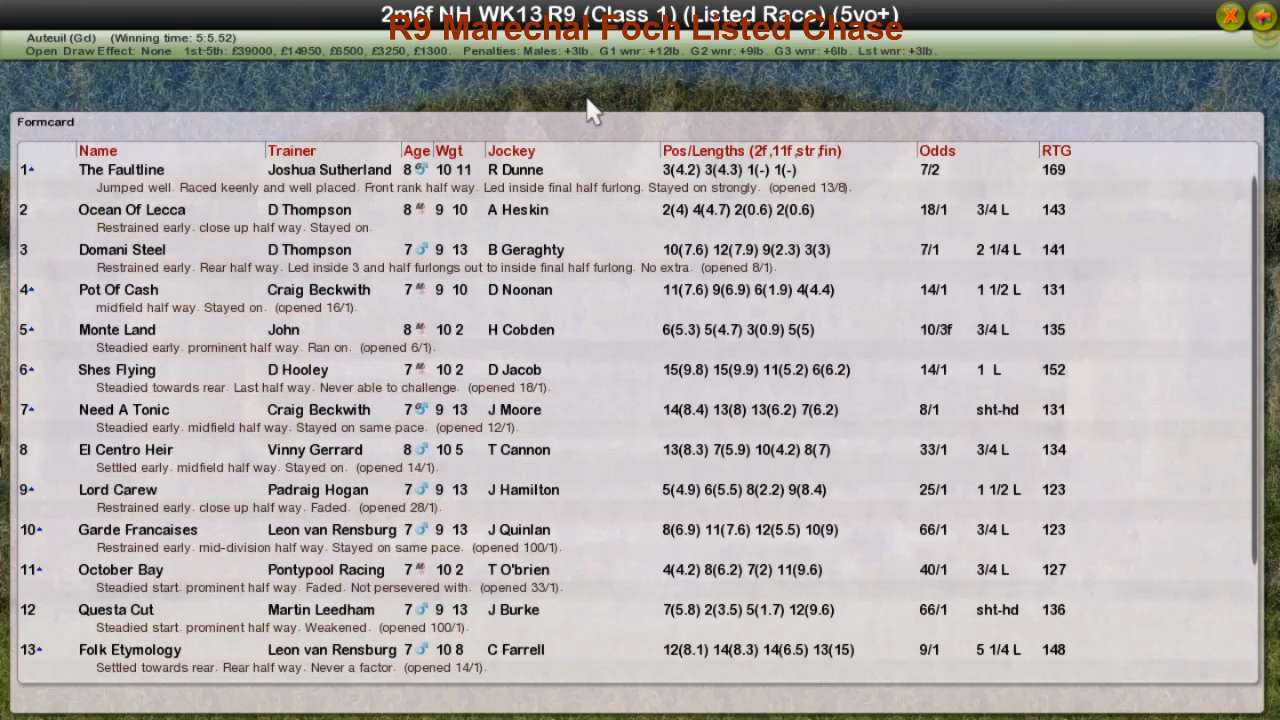 2m6f NH WK13 R9 (Class 1) (Listed Race) (5vo+)
R9 Marechal Foch Listed Chase
Auteuil (Gd) (Winning time: 5:5.52)
Open Draw Effect: None 1st-5th: £39000, £14950, £6500, £3250, £1300. Penalties: Males: +3lb. G1 wnr: +12lb. G2 wnr: +9lb. G3 wnr: +6lb. Lst wnr: +3lb.
Formcard
Name Trainer Age Wgt Jockey Pos/Lengths (2f,11f,str,fin) Odds RTG
1 The Faultline Joshua Sutherland 8 10 11 R Dunne 3(4.2) 3(4.3) 1(-) 1(-) 7/2 169
Jumped well. Raced keenly and well placed. Front rank half way. Led inside final half furlong. Stayed on strongly. (opened 13/8).
2 Ocean Of Lecca D Thompson 8 9 10 A Heskin 2(4) 4(4.7) 2(0.6) 2(0.6) 18/1 3/4 L 143
Restrained early. close up half way. Stayed on.
3 Domani Steel D Thompson 7 9 13 B Geraghty 10(7.6) 12(7.9) 9(2.3) 3(3) 7/1 2 1/4 L 141
Restrained early. Rear half way. Led inside 3 and half furlongs out to inside final half furlong. No extra. (opened 8/1).
4 Pot Of Cash Craig Beckwith 7 9 10 D Noonan 11(7.6) 9(6.9) 6(1.9) 4(4.4) 14/1 1 1/2 L 131
midfield half way. Stayed on. (opened 16/1).
5 Monte Land John 8 10 2 H Cobden 6(5.3) 5(4.7) 3(0.9) 5(5) 10/3f 3/4 L 135
Steadied early. prominent half way. Ran on. (opened 6/1).
6 Shes Flying D Hooley 7 10 2 D Jacob 15(9.8) 15(9.9) 11(5.2) 6(6.2) 14/1 1 L 152
Steadied towards rear. Last half way. Never able to challenge. (opened 18/1).
7 Need A Tonic Craig Beckwith 7 9 13 J Moore 14(8.4) 13(8) 13(6.2) 7(6.2) 8/1 sht-hd 131
Steadied early. midfield half way. Stayed on same pace. (opened 12/1).
8 El Centro Heir Vinny Gerrard 8 10 5 T Cannon 13(8.3) 7(5.9) 10(4.2) 8(7) 33/1 3/4 L 134
Settled early. midfield half way. Stayed on. (opened 14/1).
9 Lord Carew Padraig Hogan 7 9 13 J Hamilton 5(4.9) 6(5.5) 8(2.2) 9(8.4) 25/1 1 1/2 L 123
Restrained early. close up half way. Faded. (opened 28/1).
10 Garde Francaises Leon van Rensburg 7 9 13 J Quinlan 8(6.9) 11(7.6) 12(5.5) 10(9) 66/1 3/4 L 123
Restrained early. mid-division half way. Stayed on same pace. (opened 100/1).
11 October Bay Pontypool Racing 7 10 2 T O'brien 4(4.2) 8(6.2) 7(2) 11(9.6) 40/1 3/4 L 127
Steadied start. prominent half way. Faded. Not persevered with. (opened 33/1).
12 Questa Cut Martin Leedham 7 9 13 J Burke 7(5.8) 2(3.5) 5(1.7) 12(9.6) 66/1 sht-hd 136
Steadied start. prominent half way. Weakened. (opened 100/1).
13 Folk Etymology Leon van Rensburg 7 10 8 C Farrell 12(8.1) 14(8.3) 14(6.5) 13(15) 9/1 5 1/4 L 148
Settled towards rear. Rear half way. Never a factor. (opened 14/1).